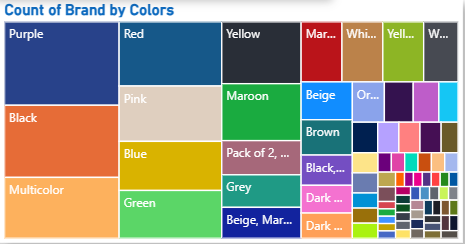 Count of Brand by Colors
Purple
Red
Yellow
Mar...
Whi...
Yell...
W...
Black
Pink
Maroon
Beige
Or...
Multicolor
Blue
Pack of 2, ...
Brown
Green
Grey
Black,...
Beige, Mar...
Dark ...
Dark ...